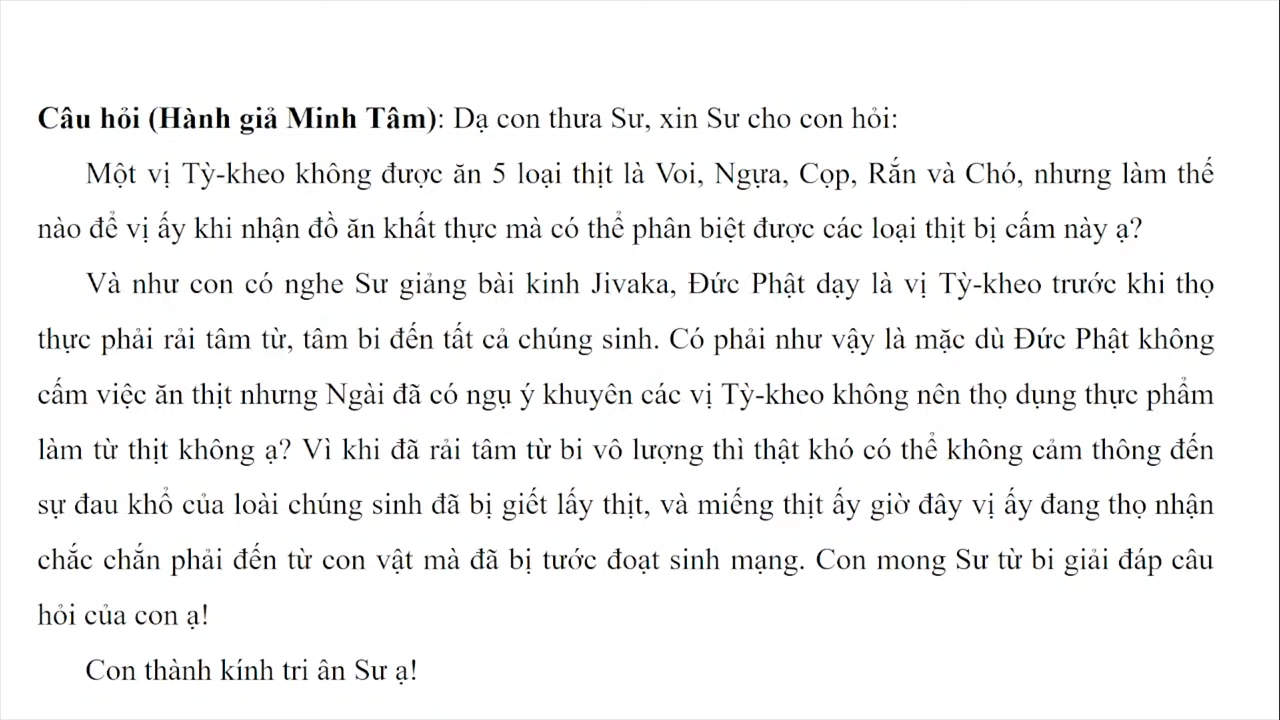 Câu hỏi (Hành giả Minh Tâm): Dạ con thưa Sư, xin Sư cho con hỏi:
Một vị Tỳ-kheo không được ăn 5 loại thịt là Voi, Ngựa, Cọp, Rắn và Chó, nhưng làm thế
nào để vị ấy khi nhận đồ ăn khất thực mà có thể phân biệt được các loại thịt bị cấm này ạ?
Và như con có nghe Sư giảng bài kinh Jivaka, Đức Phật dạy là vị Tỳ-kheo trước khi thọ
thực phải rải tâm từ, tâm bi đến tất cả chúng sinh. Có phải như vậy là mặc dù Đức Phật không
cấm việc ăn thịt nhưng Ngài đã có ngụ ý khuyên các vị Tỳ-kheo không nên thọ dụng thực phẩm
làm từ thịt không ạ? Vì khi đã rải tâm từ bi vô lượng thì thật khó có thể không cảm thông đến
sự đau khổ của loài chúng sinh đã bị giết lấy thịt, và miếng thịt ấy giờ đây vị ấy đang thọ nhận
chắc chắn phải đến từ con vật mà đã bị tước đoạt sinh mạng. Con mong Sư từ bi giải đáp câu
hỏi của con ạ!
Con thành kính tri ân Sư ạ!